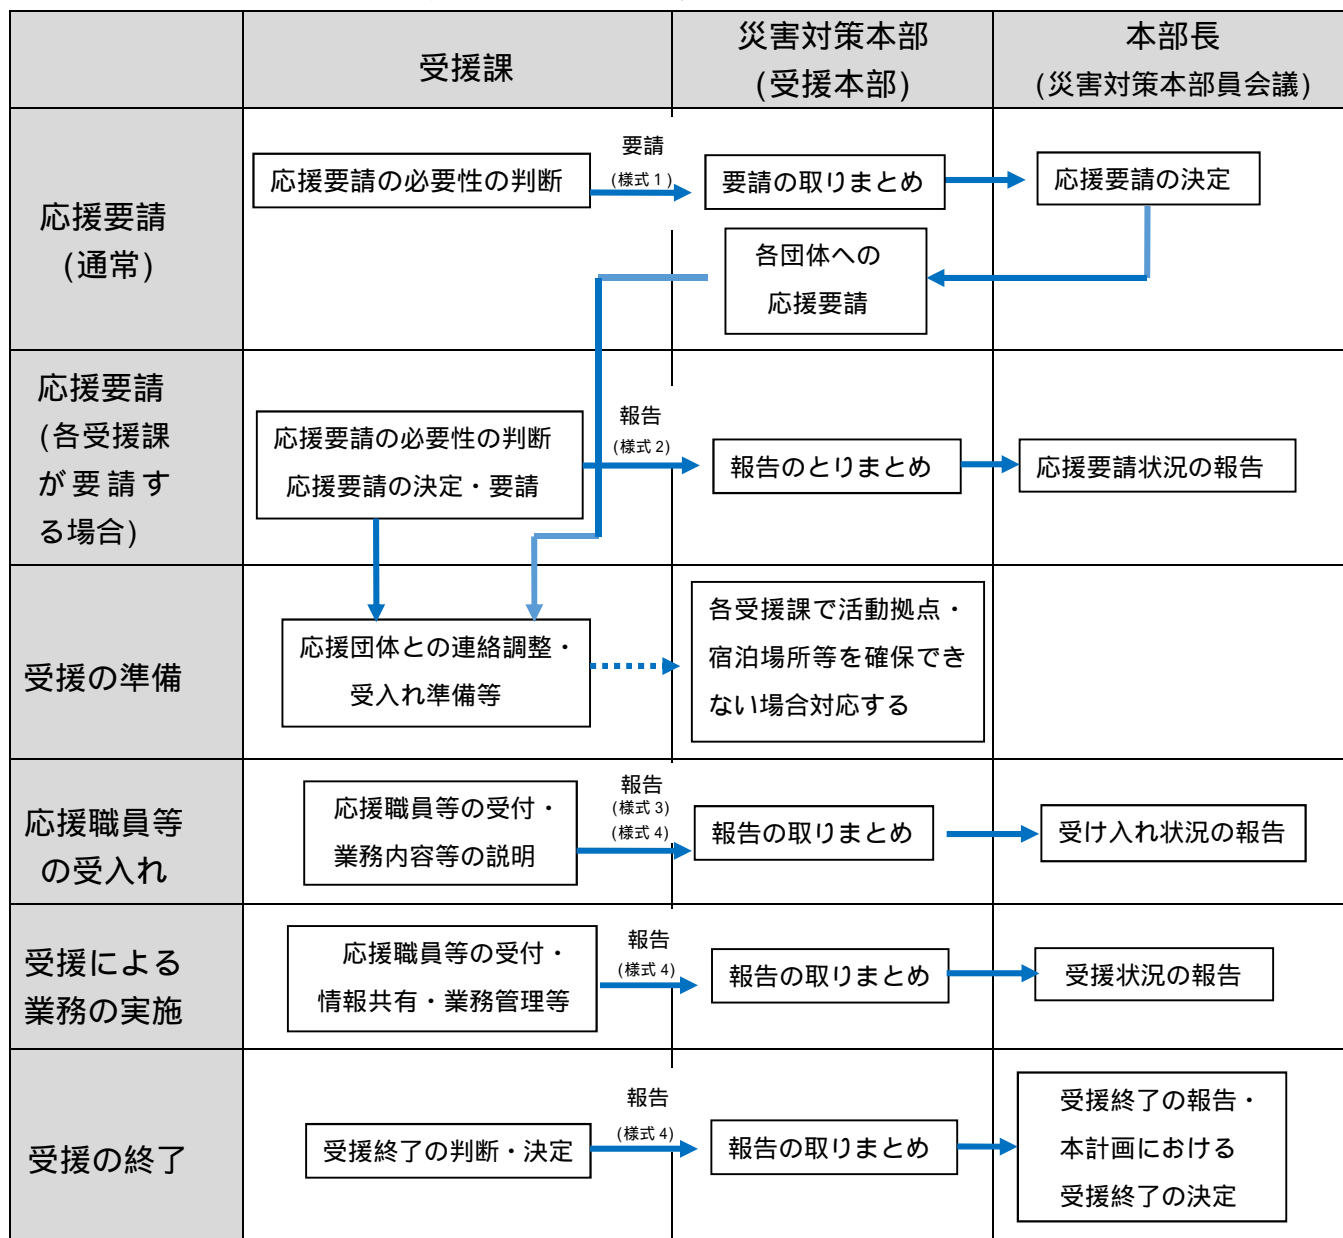 受援課
災害対策本部
(受援本部)
本部長
(災害対策本部員会議)
応援要請
(通常)
応援要請の必要性の判断
要請
(様式 1 )
要請の取りまとめ
応援要請の決定
各団体への
応援要請
応援要請
(各受援課
が要請す
る場合)
応援要請の必要性の判断
応援要請の決定・要請
報告
(様式 2)
報告のとりまとめ
応援要請状況の報告
受援の準備
応援団体との連絡調整・
受入れ準備等
各受援課で活動拠点・
宿泊場所等を確保でき
ない場合対応する
応援職員等
の受入れ
応援職員等の受付・
業務内容等の説明
報告
(様式 3)
(様式 4)
報告の取りまとめ
受け入れ状況の報告
受援による
業務の実施
応援職員等の受付・
情報共有・業務管理等
報告
(様式 4)
報告の取りまとめ
受援状況の報告
受援の終了
受援終了の判断・決定
報告
(様式 4)
報告の取りまとめ
受援終了の報告・
本計画における
受援終了の決定